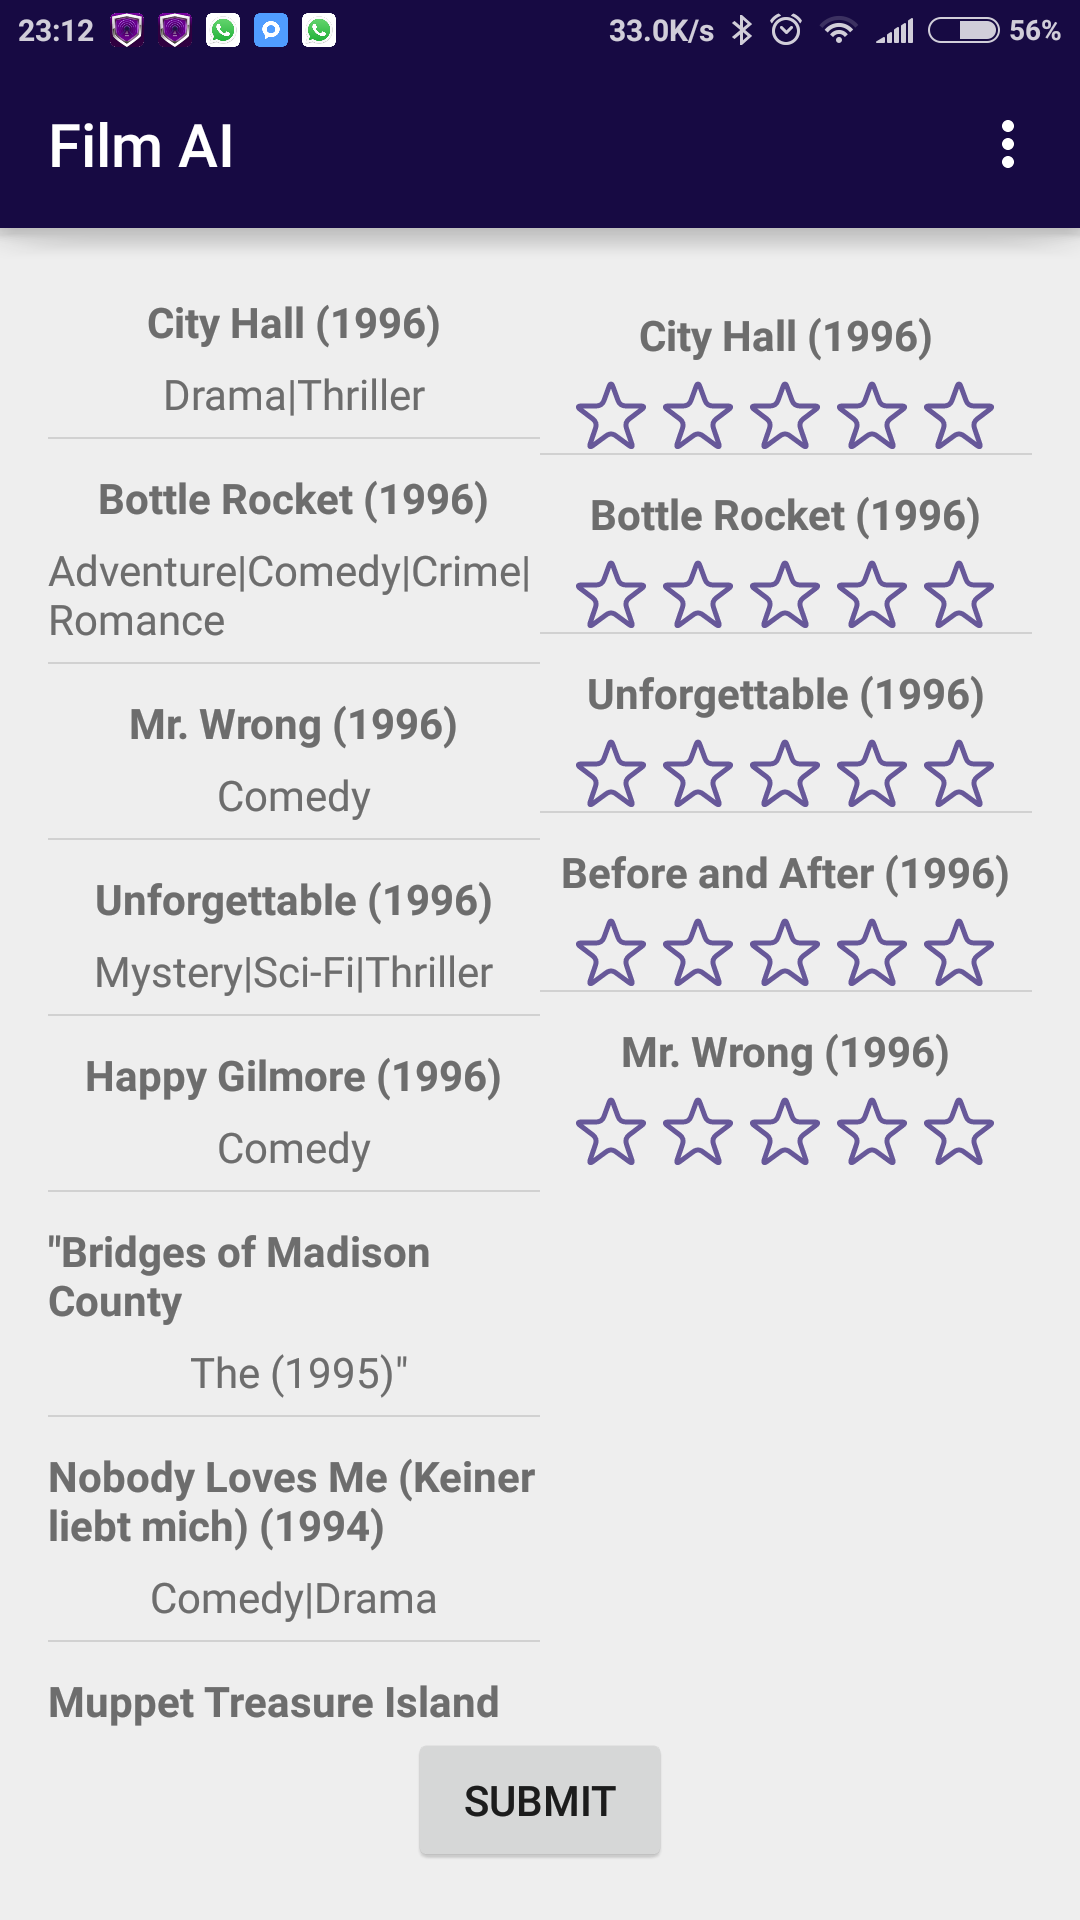 23:12
33.0K/s
56%
Film AI
City Hall (1996)
Drama|Thriller
Bottle Rocket (1996)
Adventure|Comedy|Crime|
Romance
Mr. Wrong (1996)
Comedy
Unforgettable (1996)
Mystery|Sci-Fi|Thriller
Happy Gilmore (1996)
Comedy
"Bridges of Madison
County
The (1995)"
Nobody Loves Me (Keiner
liebt mich) (1994)
Comedy|Drama
Muppet Treasure Island
City Hall (1996)
Bottle Rocket (1996)
Unforgettable (1996)
Before and After (1996)
Mr. Wrong (1996)
SUBMIT